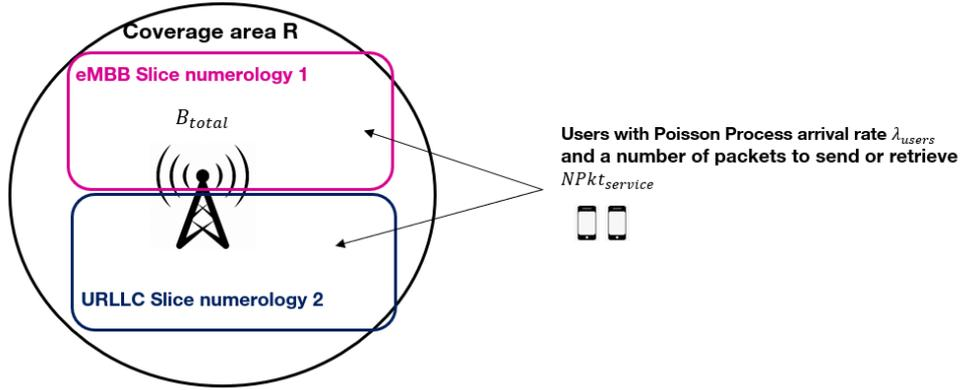 Coverage area R
eMBB Slice numerology 1
B_total
Users with Poisson Process arrival rate λ_users
and a number of packets to send or retrieve
NPkt_service
URLLC Slice numerology 2